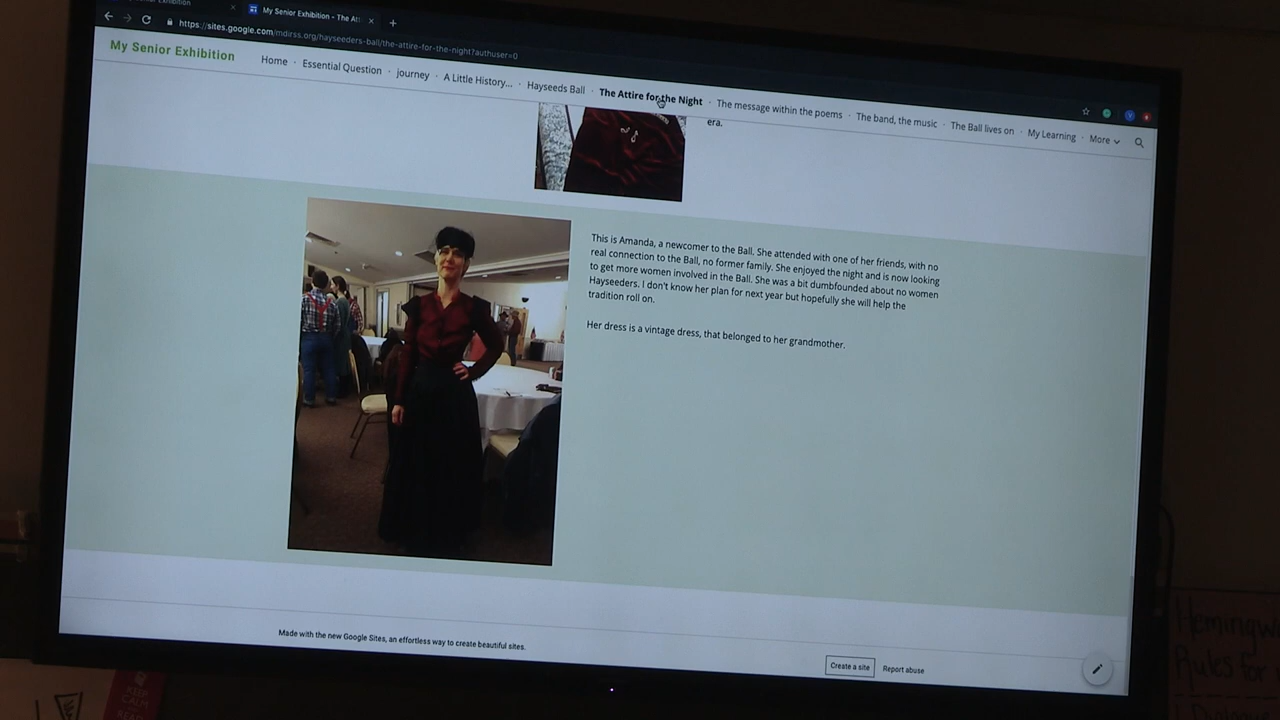 My Senior Exhibition - The At
https://sites.google.com/mdirss.org/hayseeders-ball/the-attire-for-the-night?authuser=0
My Senior Exhibition
Home · Essential Question · journey · A Little History... · Hayseeds Ball · The Attire for the Night · The message within the poems · The band, the music · The Ball lives on · My Learning · More
era.
This is Amanda, a newcomer to the Ball. She attended with one of her friends, with no
real connection to the Ball, no former family. She enjoyed the night and is now looking
to get more women involved in the Ball. She was a bit dumbfounded about no women
Hayseeders. I don't know her plan for next year but hopefully she will help the
tradition roll on.
Her dress is a vintage dress, that belonged to her grandmother.
Made with the new Google Sites, an effortless way to create beautiful sites.
Create a site
Report abuse
Hemingw
Rules for
KEEP
CALM
READ